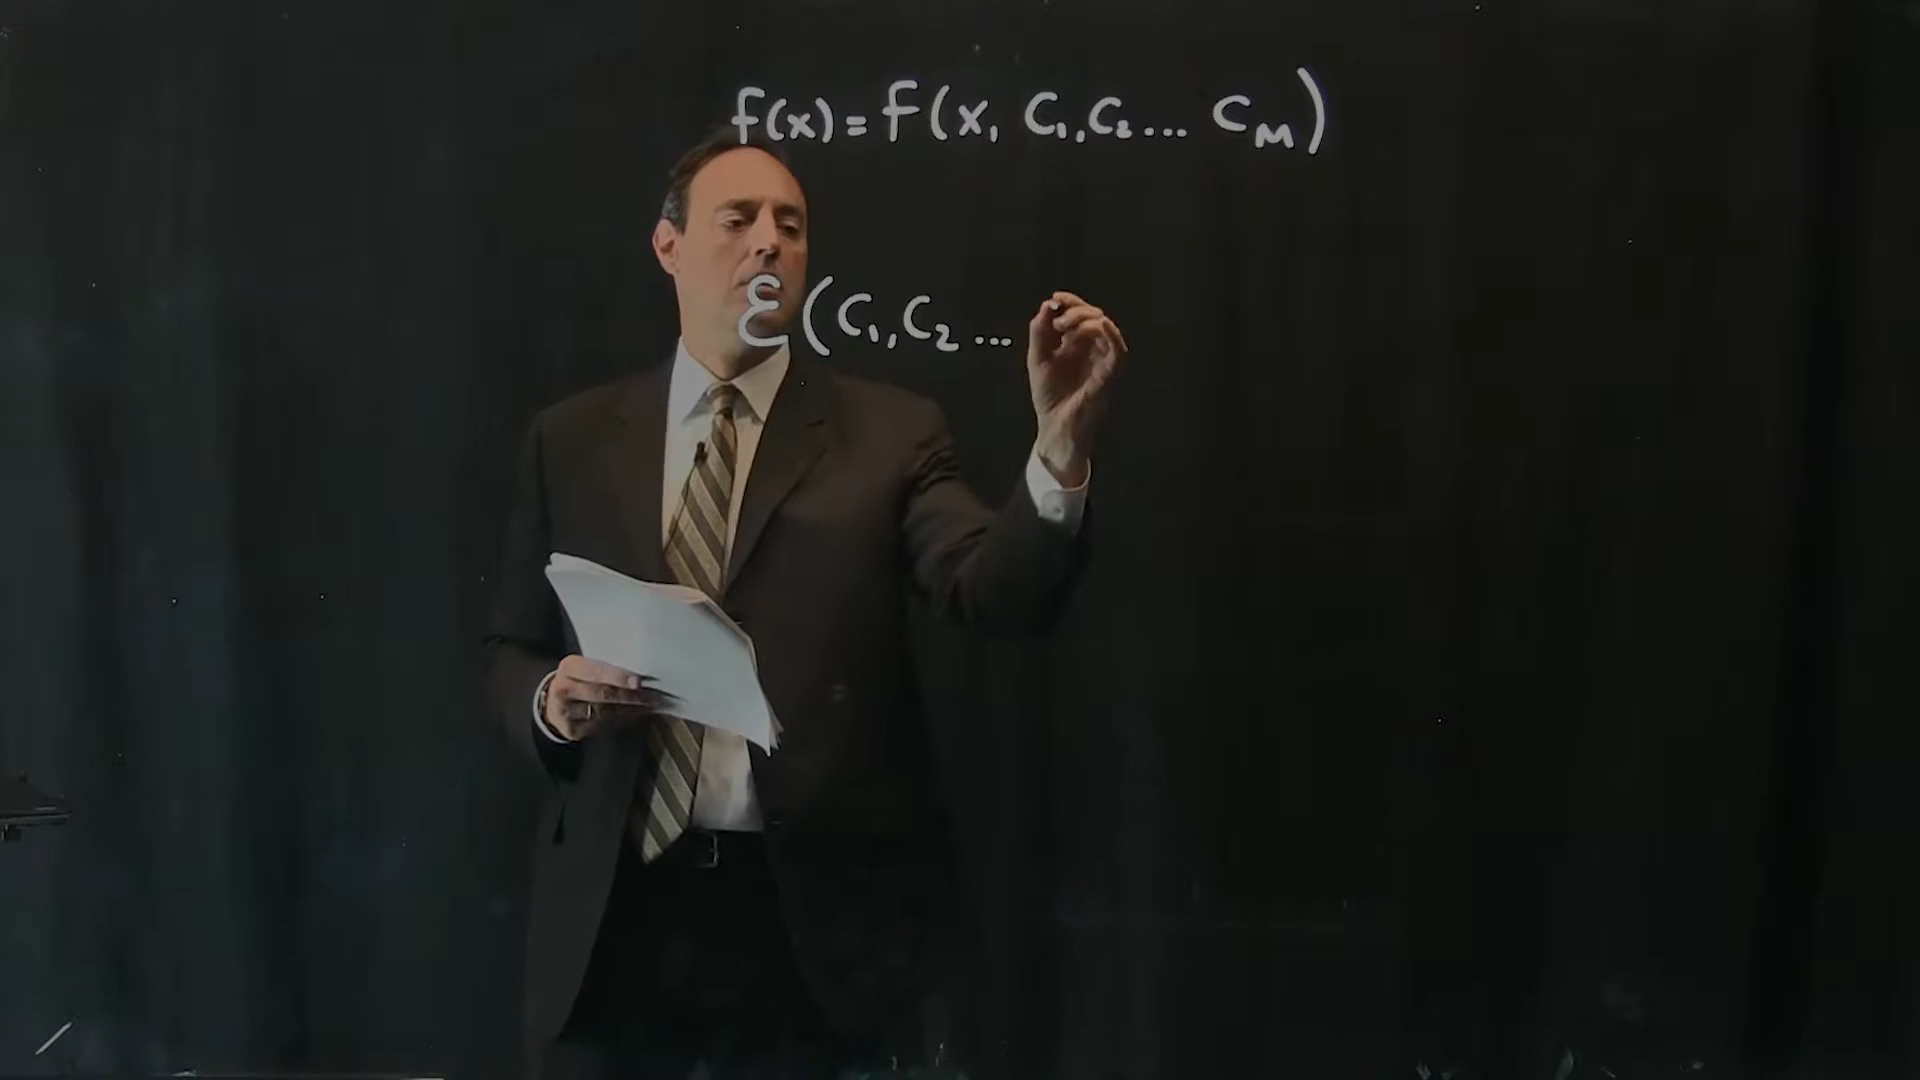 f(x) = f(x, C₁, C₂ ... C_M)
E(C₁, C₂ ...